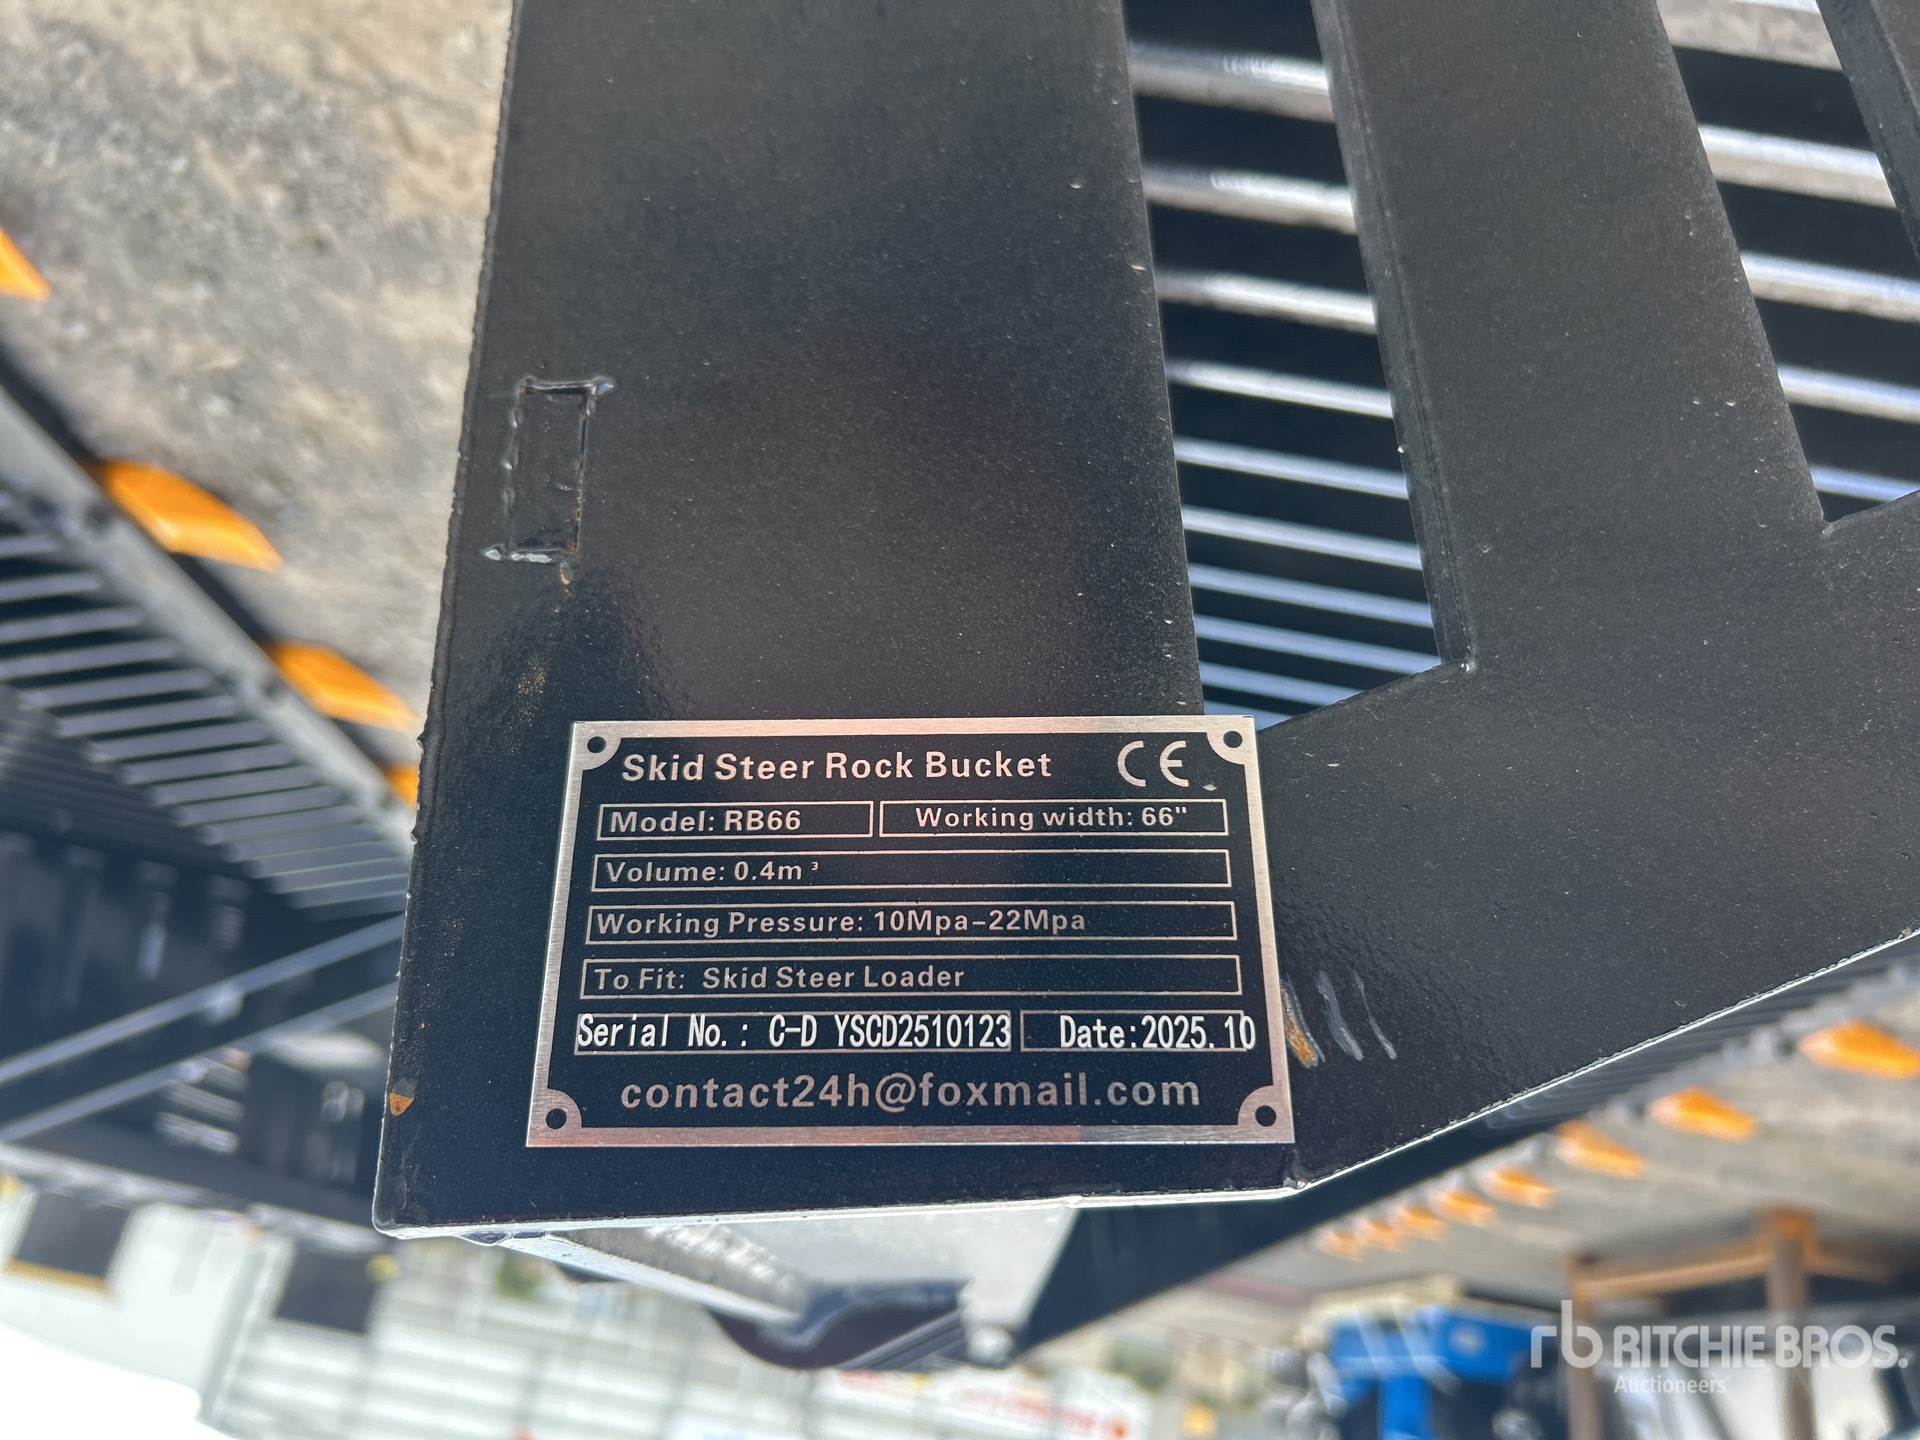 Skid Steer Rock Bucket CE
Model: RB66 Working width: 66"
Volume: 0.4m³
Working Pressure: 10Mpa-22Mpa
To Fit: Skid Steer Loader
Serial No.: C-D YSCD2510123 Date:2025.10
contact24h@foxmail.com
rb RITCHIE BROS.
Auctioneers